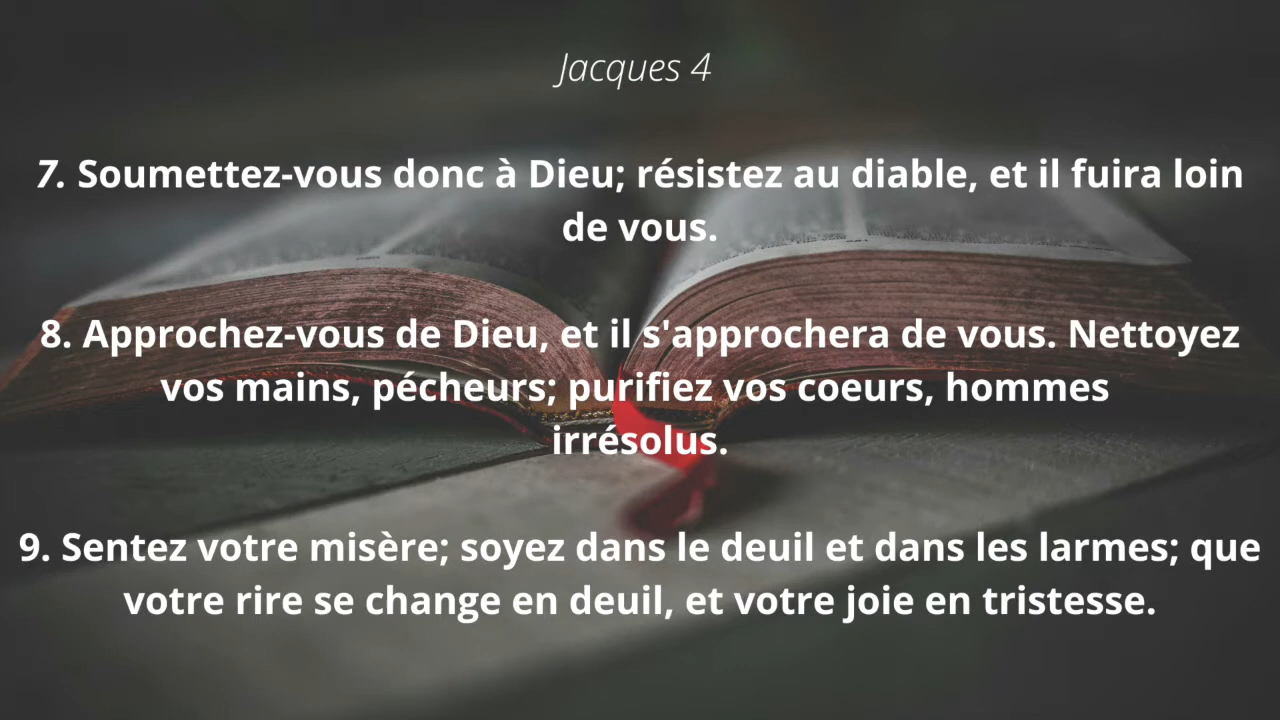 Jacques 4
7. Soumettez-vous donc à Dieu; résistez au diable, et il fuira loin
de vous.
8. Approchez-vous de Dieu, et il s'approchera de vous. Nettoyez
vos mains, pécheurs; purifiez vos coeurs, hommes
irrésolus.
9. Sentez votre misère; soyez dans le deuil et dans les larmes; que
votre rire se change en deuil, et votre joie en tristesse.